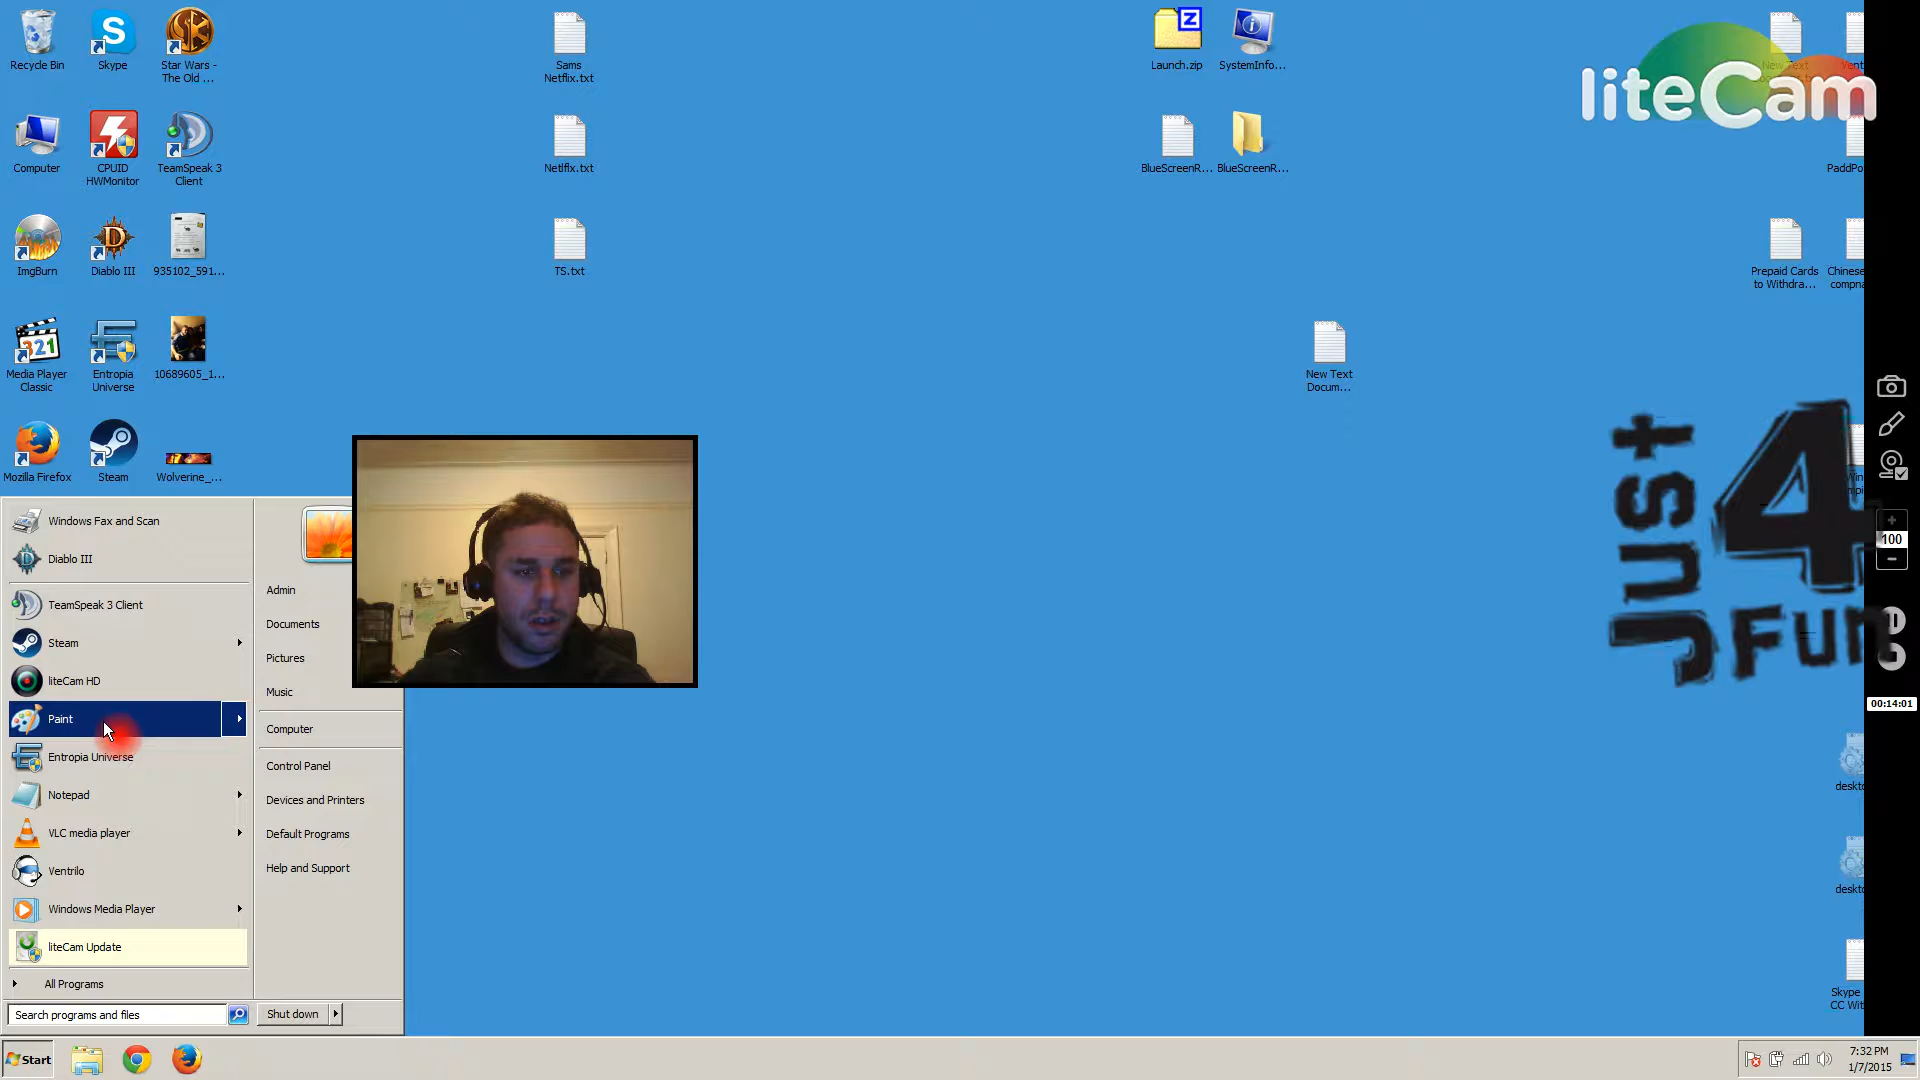 Recycle Bin
Skype
Star Wars -
The Old ...
Sams
Netflix.txt
Launch.zip
SystemInfo...
liteCam
Computer
CPUID
HWMonitor
TeamSpeak 3
Client
Netlfix.txt
BlueScreenR...
BlueScreenR...
PaddPo
ImgBurn
Diablo III
935102_591...
TS.txt
Prepaid Cards
to Withdra...
Chinese
compna
Media Player
Classic
Entropia
Universe
10689605_1...
New Text
Docum...
Mozilla Firefox
Steam
Wolverine_...
Just
4
Fun
100
00:14:01
Windows Fax and Scan
Diablo III
TeamSpeak 3 Client
Steam
liteCam HD
Paint
Entropia Universe
Notepad
VLC media player
Ventrilo
Windows Media Player
liteCam Update
All Programs
Search programs and files
Admin
Documents
Pictures
Music
Computer
Control Panel
Devices and Printers
Default Programs
Help and Support
Shut down
deskto
deskto
Skype
CC Wit
Start
7:32 PM
1/7/2015